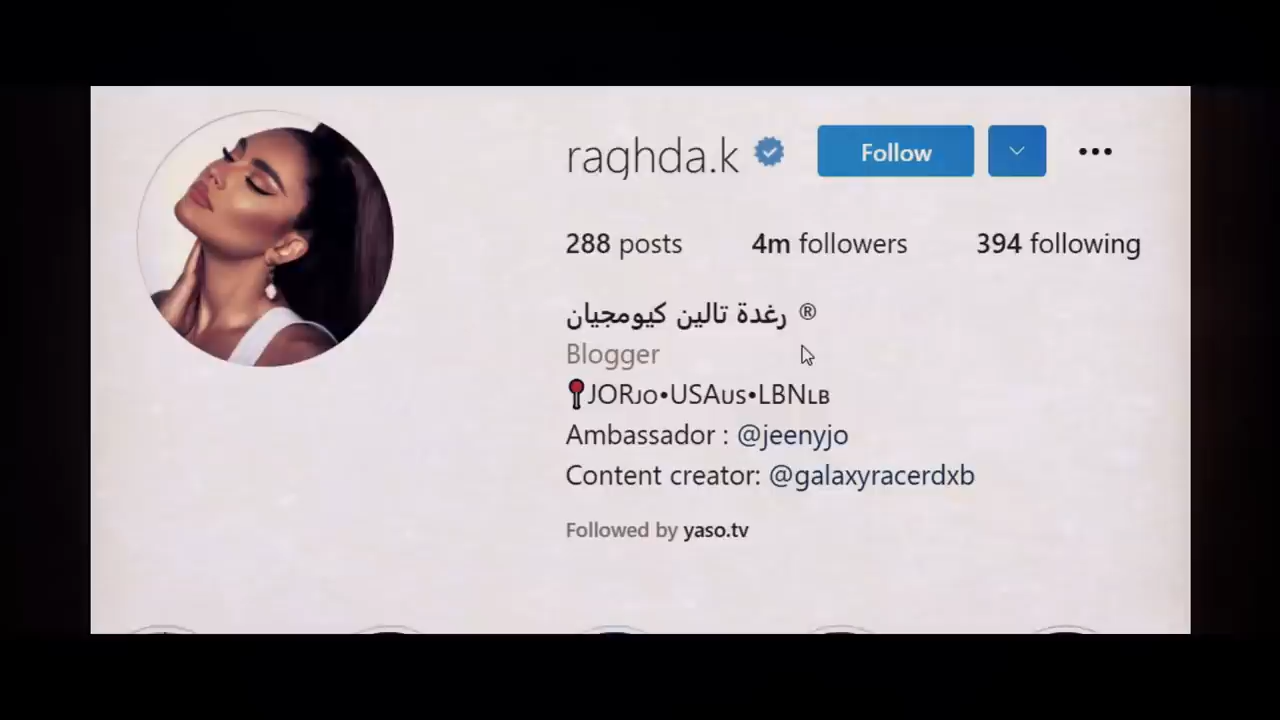 raghda.k Follow
288 posts 4m followers 394 following
رغدة تالين كيومجيان ®
Blogger
JORJO•USAUS•LBNLB
Ambassador : @jeenyjo
Content creator: @galaxyracerdxb
Followed by yaso.tv